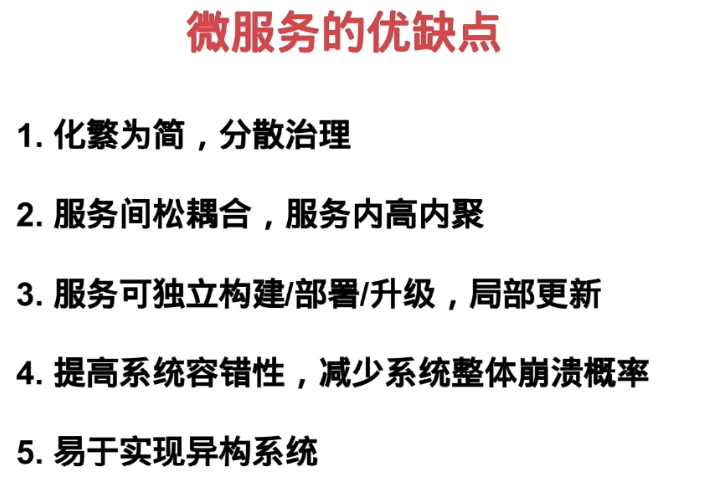 微服务的优缺点
1. 化繁为简，分散治理
2. 服务间松耦合，服务内高内聚
3. 服务可独立构建/部署/升级，局部更新
4. 提高系统容错性，减少系统整体崩溃概率
5. 易于实现异构系统